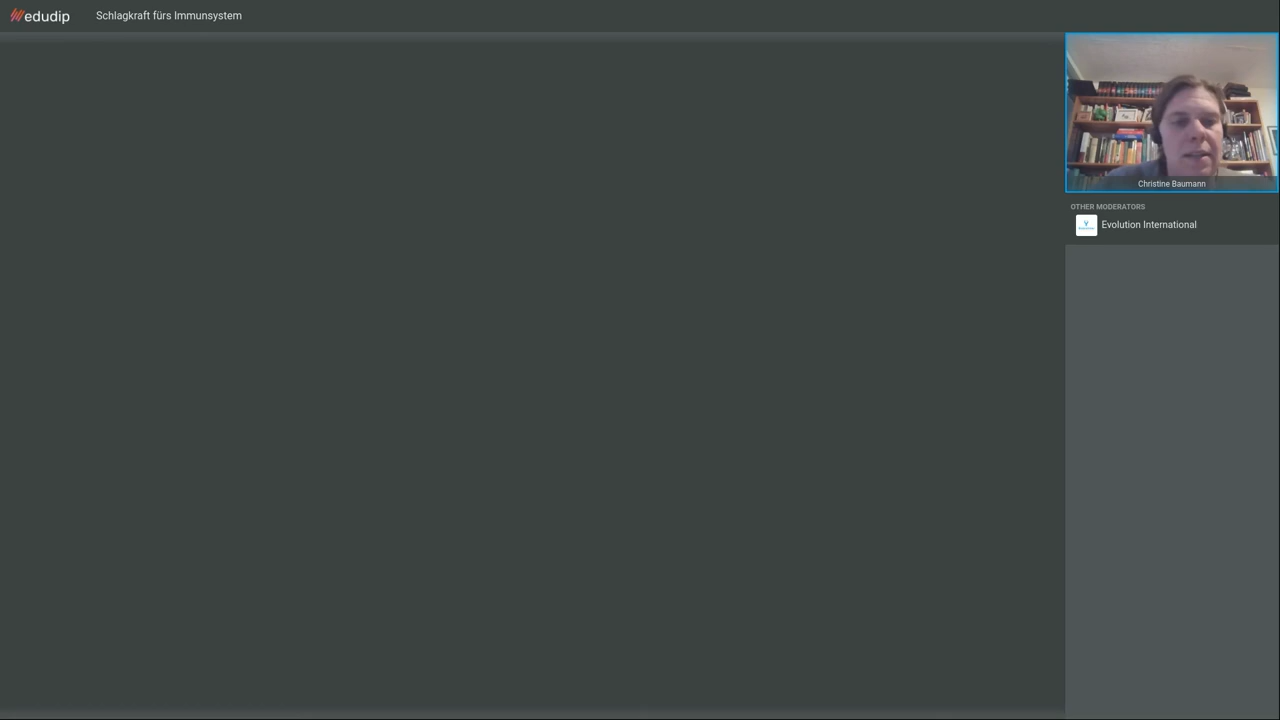 edudip
Schlagkraft fürs Immunsystem
Christine Baumann
OTHER MODERATORS
Evolution International